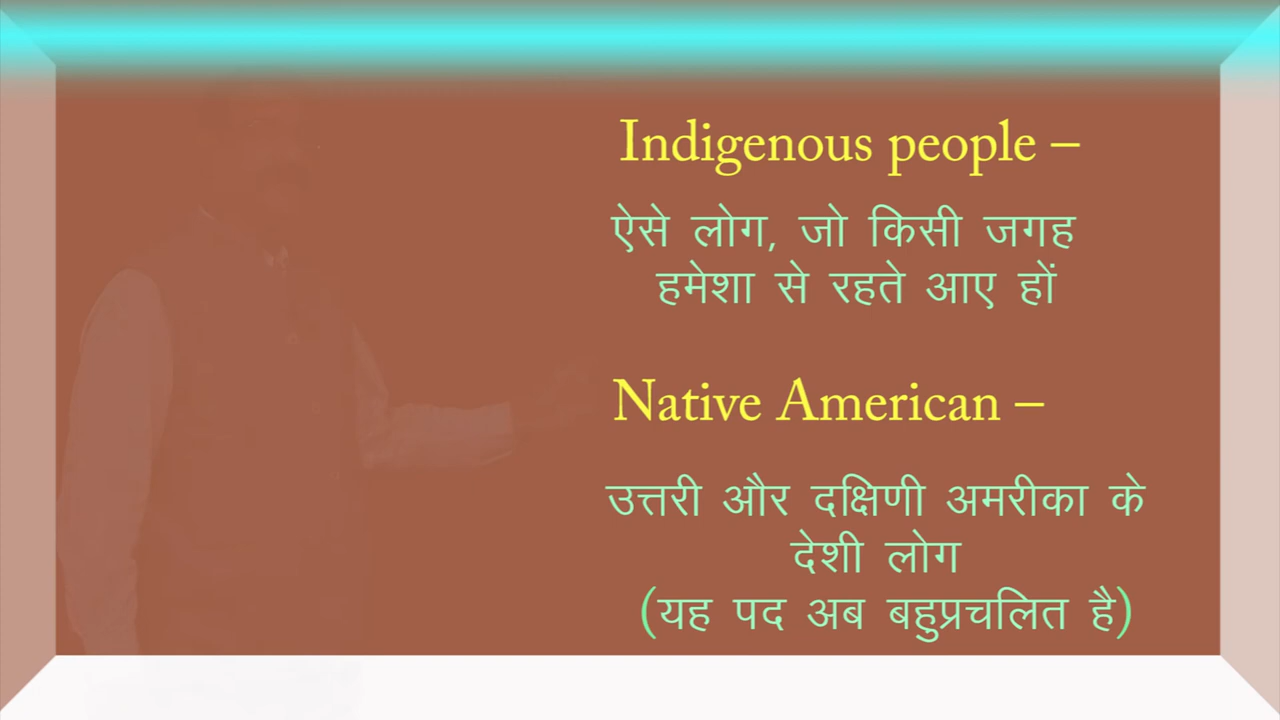 Indigenous people –
ऐसे लोग, जो किसी जगह
हमेशा से रहते आए हों
Native American –
उत्तरी और दक्षिणी अमरीका के
देशी लोग
(यह पद अब बहुप्रचलित है)